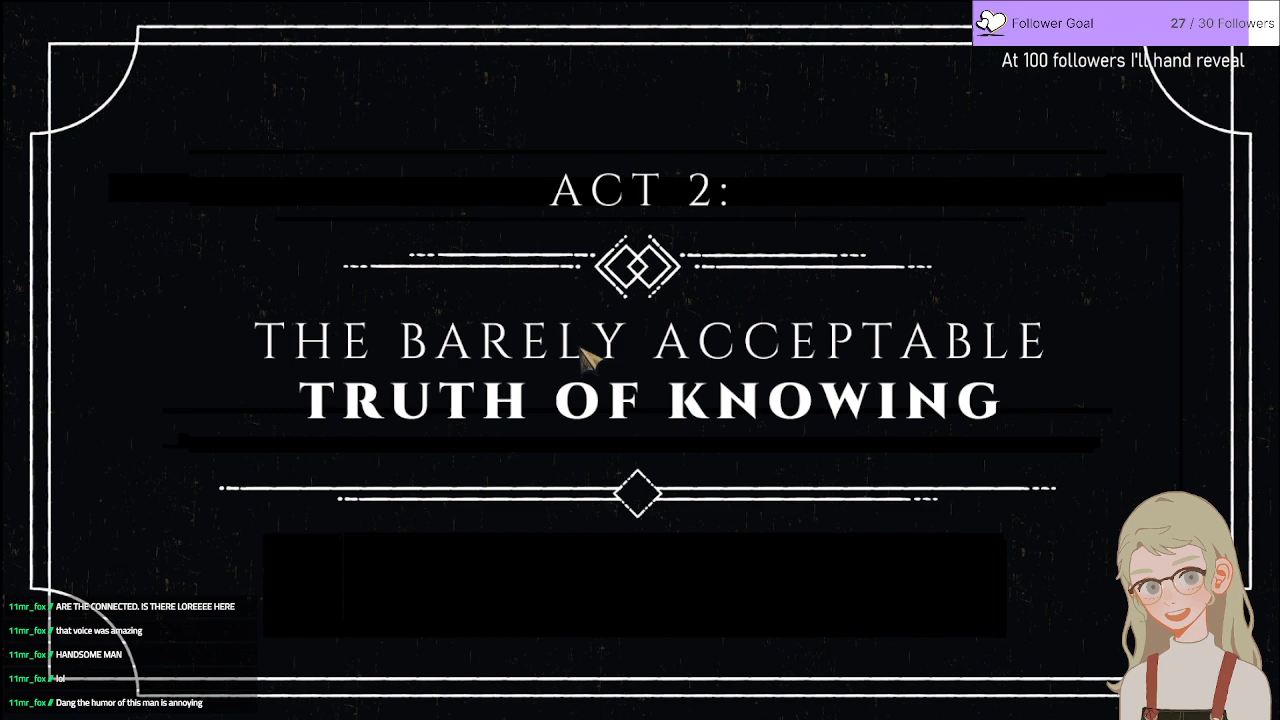 Follower Goal 27 / 30 Followers
At 100 followers I'll hand reveal
ACT 2:
THE BARELY ACCEPTABLE
TRUTH OF KNOWING
11mr_fox // ARE THE CONNECTED. IS THERE LOREEEE HERE
11mr_fox // that voice was amazing
11mr_fox // HANDSOME MAN
11mr_fox // lol
11mr_fox // Dang the humor of this man is annoying